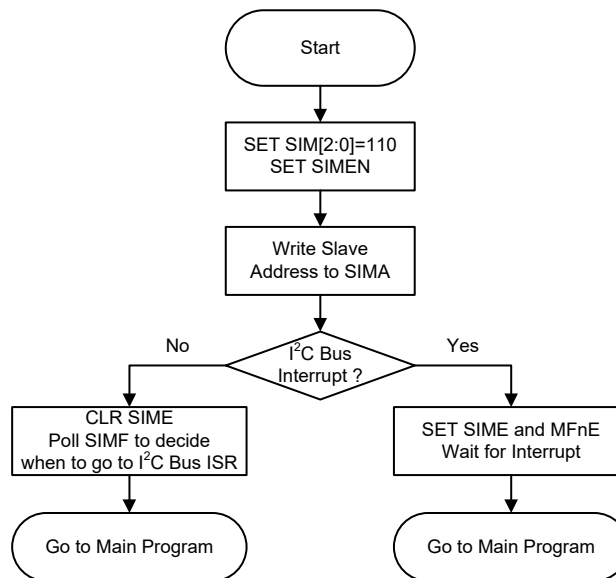 Start
SET SIM[2:0]=110
SET SIMEN
Write Slave
Address to SIMA
I²C Bus
Interrupt ?
No
Yes
CLR SIME
Poll SIMF to decide
when to go to I²C Bus ISR
SET SIME and MFnE
Wait for Interrupt
Go to Main Program
Go to Main Program